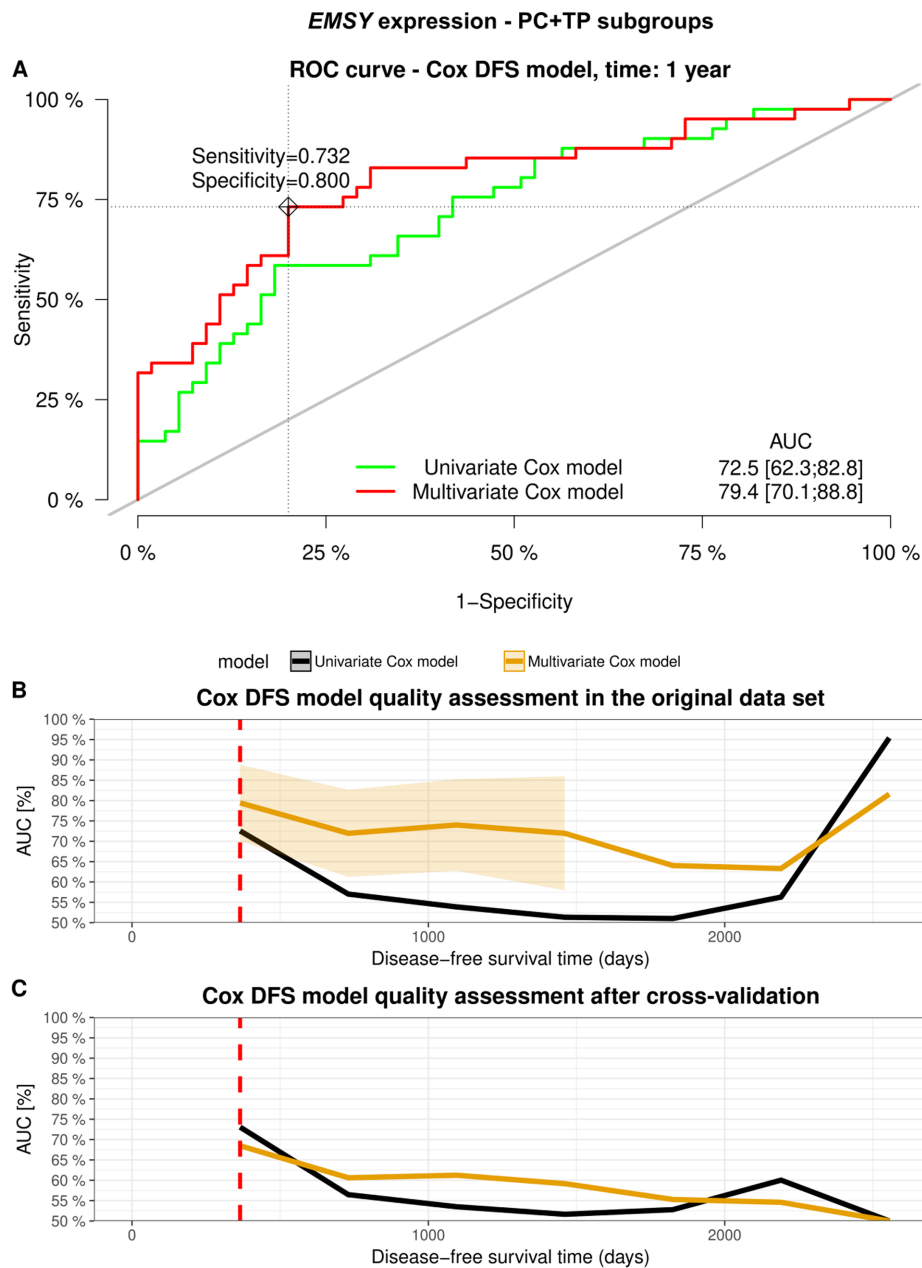 EMSY expression - PC+TP subgroups
A
ROC curve - Cox DFS model, time: 1 year
100 %
75 %
50 %
25 %
0 %
Sensitivity
Sensitivity=0.732
Specificity=0.800
AUC
Univariate Cox model 72.5 [62.3;82.8]
Multivariate Cox model 79.4 [70.1;88.8]
0 % 25 % 50 % 75 % 100 %
1−Specificity
model Univariate Cox model Multivariate Cox model
B
Cox DFS model quality assessment in the original data set
100 %
95 %
90 %
85 %
80 %
75 %
70 %
65 %
60 %
55 %
50 %
AUC [%]
0 1000 2000
Disease−free survival time (days)
C
Cox DFS model quality assessment after cross-validation
100 %
95 %
90 %
85 %
80 %
75 %
70 %
65 %
60 %
55 %
50 %
AUC [%]
0 1000 2000
Disease−free survival time (days)